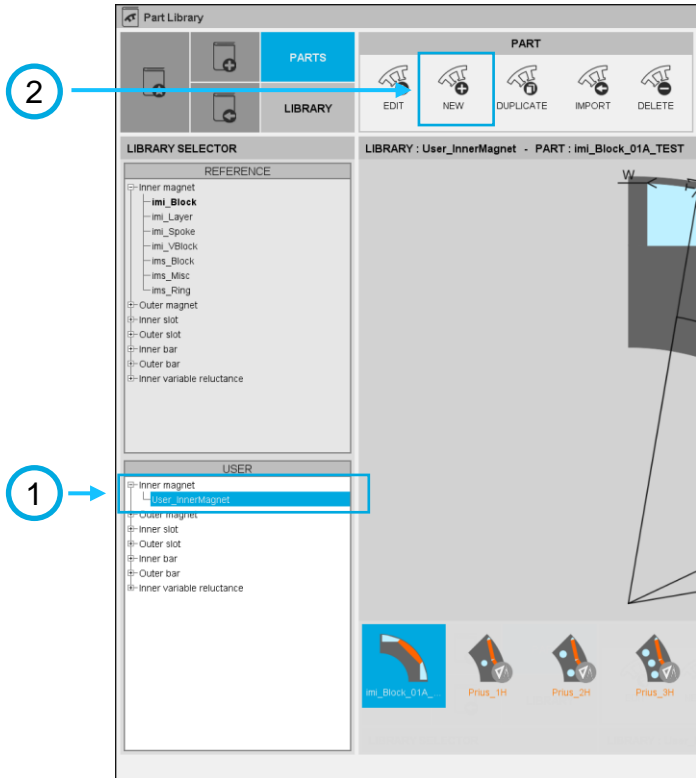 Part Library
PARTS
LIBRARY
PART
EDIT
NEW
DUPLICATE
IMPORT
DELETE
2
LIBRARY SELECTOR
LIBRARY : User_InnerMagnet - PART : imi_Block_01A_TEST
REFERENCE
Inner magnet
imi_Block
imi_Layer
imi_Spoke
imi_VBlock
ims_Block
ims_Misc
ims_Ring
Outer magnet
Inner slot
Outer slot
Inner bar
Outer bar
Inner variable reluctance
W
USER
1
Inner magnet
User_InnerMagnet
Outer magnet
Inner slot
Outer slot
Inner bar
Outer bar
Inner variable reluctance
imi_Block_01A_...
Prius_1H
Prius_2H
Prius_3H